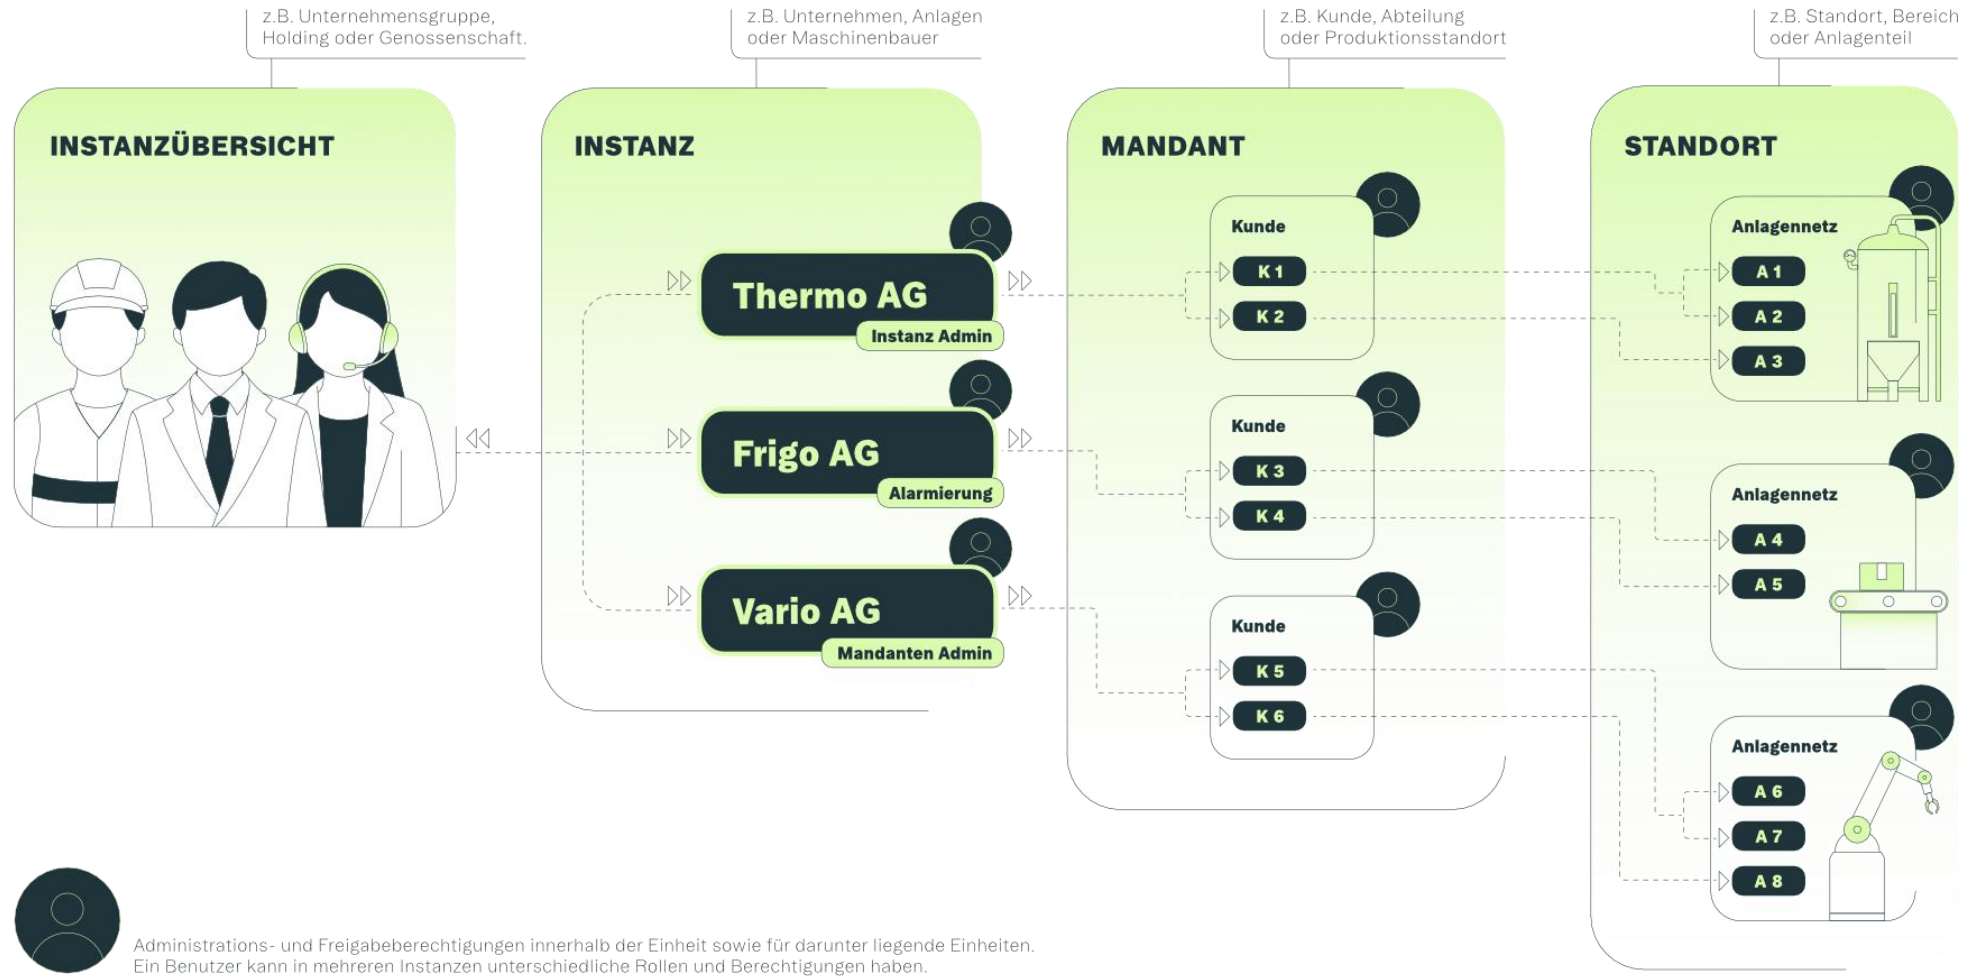 z.B. Unternehmensgruppe,
Holding oder Genossenschaft.
z.B. Unternehmen, Anlagen
oder Maschinenbauer
z.B. Kunde, Abteilung
oder Produktionsstandort
z.B. Standort, Bereich
oder Anlagenteil
INSTANZÜBERSICHT
INSTANZ
Thermo AG
Instanz Admin
Frigo AG
Alarmierung
Vario AG
Mandanten Admin
MANDANT
Kunde
K 1
K 2
Kunde
K 3
K 4
Kunde
K 5
K 6
STANDORT
Anlagennetz
A 1
A 2
A 3
Anlagennetz
A 4
A 5
Anlagennetz
A 6
A 7
A 8
Administrations- und Freigabeberechtigungen innerhalb der Einheit sowie für darunter liegende Einheiten.
Ein Benutzer kann in mehreren Instanzen unterschiedliche Rollen und Berechtigungen haben.